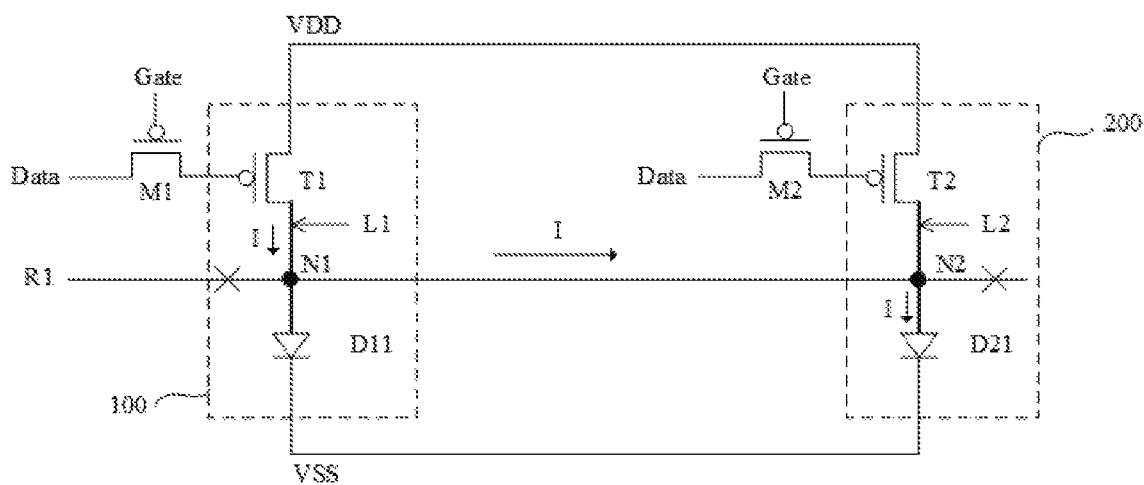 VDD
Gate
Gate
200
Data
M1
T1
Data
M2
T2
I
L1
I
L2
R1
N1
N2
I
D11
D21
100
VSS